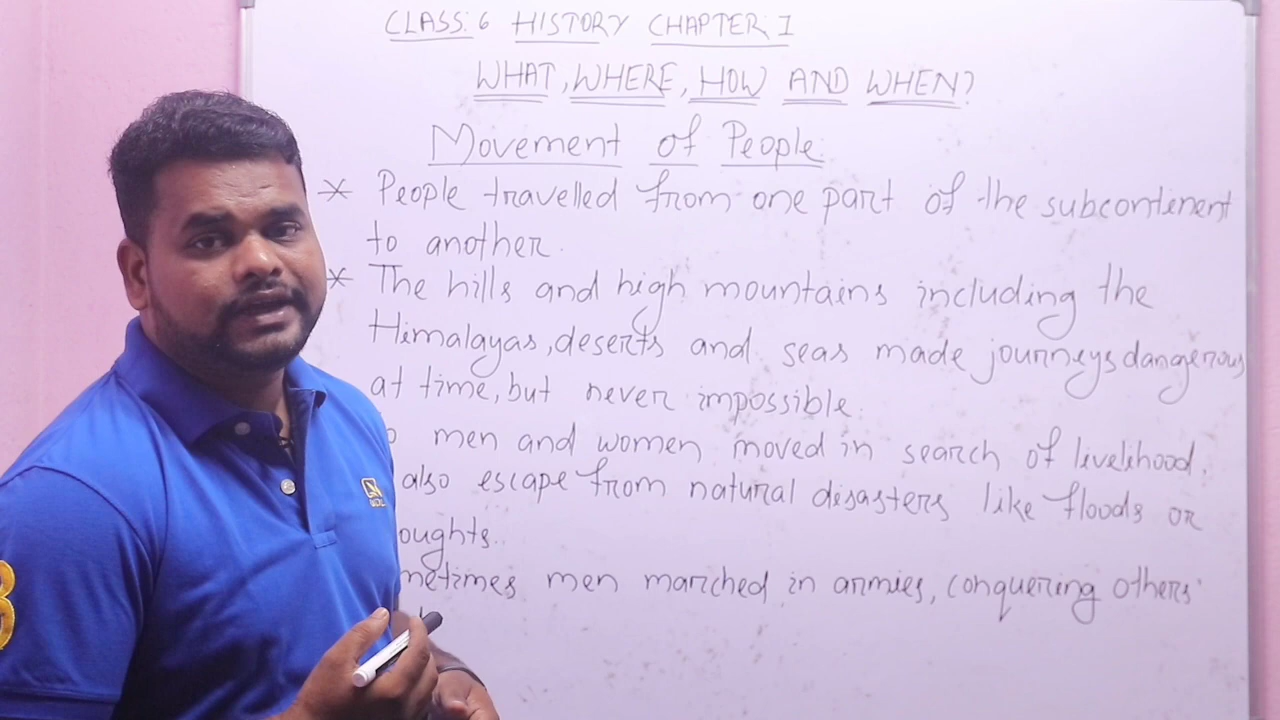 CLASS: 6 HISTORY CHAPTER: 1
WHAT, WHERE, HOW AND WHEN?
Movement of People:
* People travelled from one part of the subcontinent
to another.
* The hills and high mountains including the
Himalayas, deserts and seas made journeys dangerous
at time, but never impossible.
o men and women moved in search of livelihood.
also escape from natural disasters like floods or
oughts.
metimes men marched in armies, conquering others'